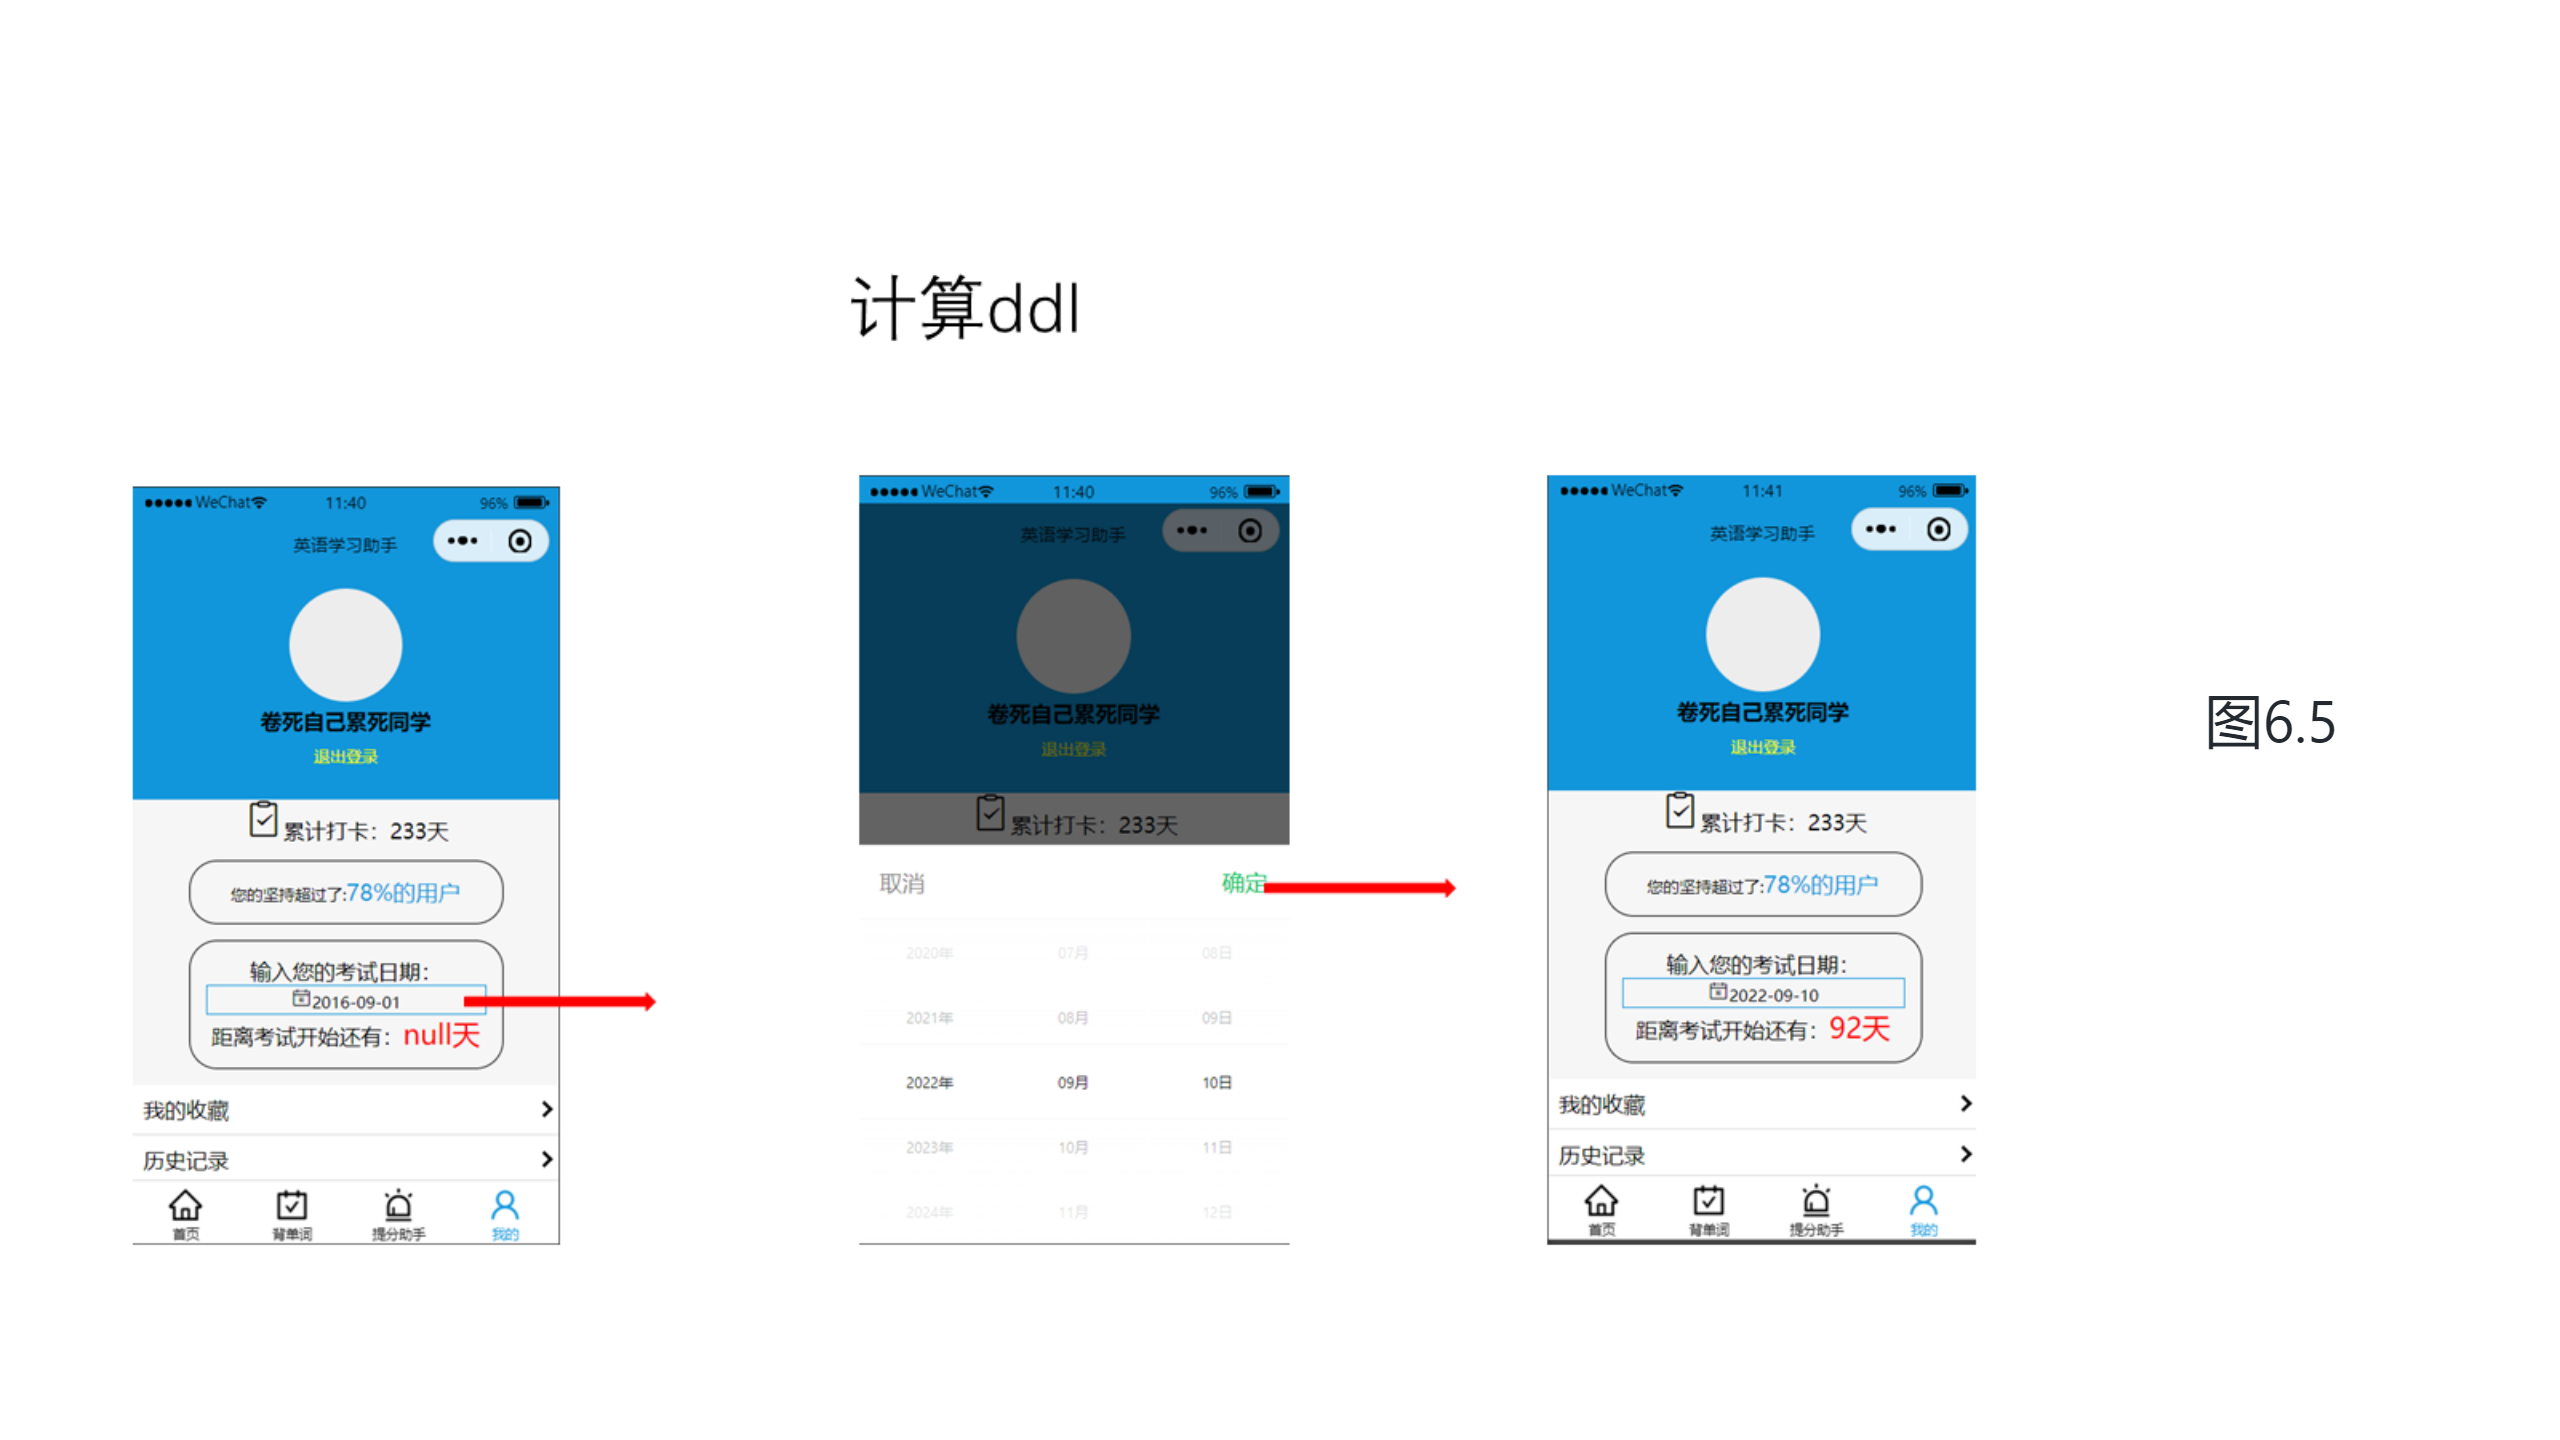 计算ddl
WeChat 11:40 96%
英语学习助手
卷死自己累死同学
退出登录
累计打卡：233天
您的坚持超过了:78%的用户
输入您的考试日期：
2016-09-01
距离考试开始还有：null天
我的收藏
历史记录
首页 背单词 提分助手 我的
WeChat 11:40 96%
英语学习助手
卷死自己累死同学
退出登录
累计打卡：233天
取消 确定
2020年 07月 08日
2021年 08月 09日
2022年 09月 10日
2023年 10月 11日
2024年 11月 12日
WeChat 11:41 96%
英语学习助手
卷死自己累死同学
退出登录
累计打卡：233天
您的坚持超过了:78%的用户
输入您的考试日期：
2022-09-10
距离考试开始还有：92天
我的收藏
历史记录
首页 背单词 提分助手 我的
图6.5